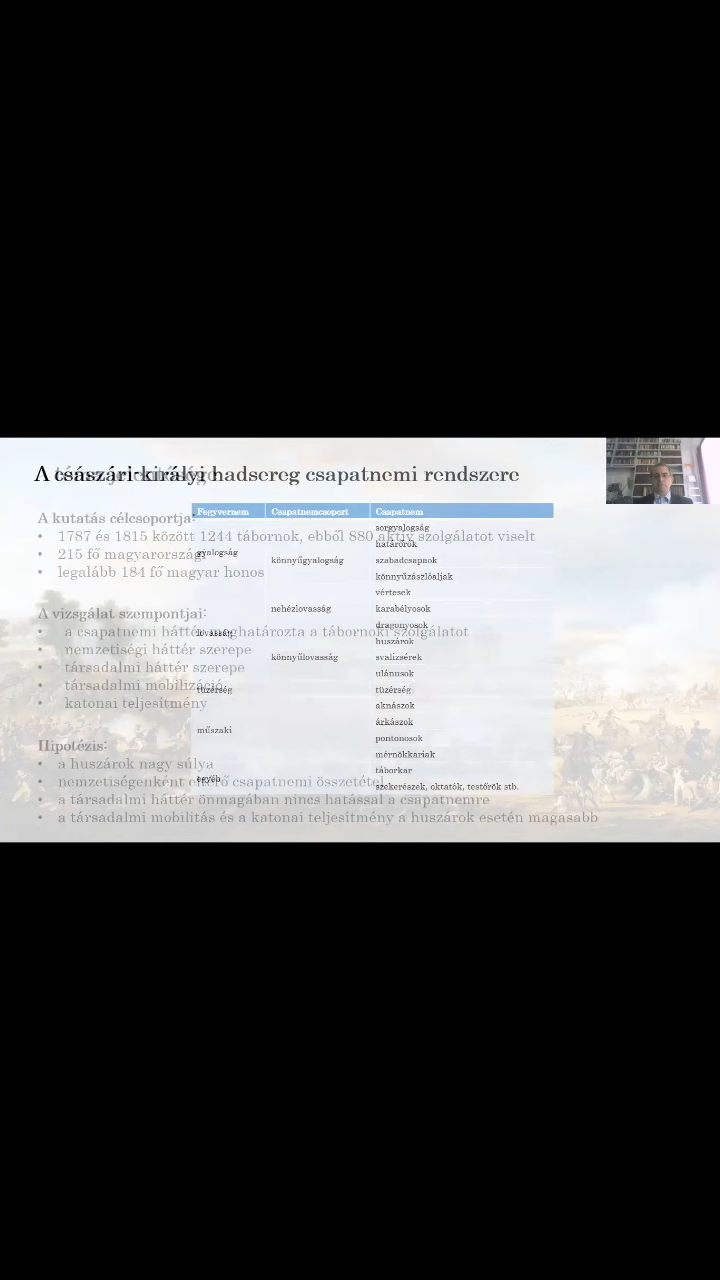 A császári-királyi hadsereg csapatnemi rendszere
A kutatás célcsoportja:
• 1787 és 1815 között 1244 tábornok, ebből 880 aktív szolgálatot viselt
• 215 fő magyarországi
• legalább 184 fő magyar honos
A vizsgálat szempontjai:
• a csapatnemi háttér meghatározta a tábornoki szolgálatot
• nemzetiségi háttér szerepe
• társadalmi háttér szerepe
• társadalmi mobilizáció
• katonai teljesítmény
Hipotézis:
• a huszárok nagy súlya
• nemzetiségenként eltérő csapatnemi összetétel
• a társadalmi háttér önmagában nincs hatással a csapatnemre
• a társadalmi mobilitás és a katonai teljesítmény a huszárok esetén magasabb
Fegyvernem Csapatnemcsoport Csapatnem
sorgyalogság
határőrök
gyalogság
könnyűgyalogság szabadcsapaok
könnyűzászlóaljak
vértesek
nehézlovasság karabélyosok
dragonyosok
lovasság
huszárok
könnyűlovasság svalizsérek
ulánusok
tüzérség tüzérség
aknászok
árkászok
műszaki
pontonosok
mérnökkariak
táborkar
egyéb
szekerészek, oktatók, testőrök stb.